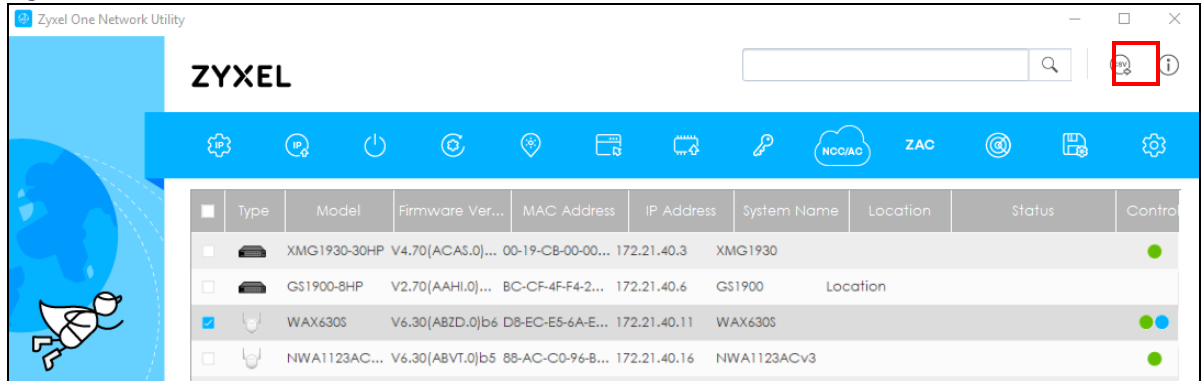 Zyxel One Network Utility
ZYXEL
CSV
IP IP NCC/AC ZAC
Type Model Firmware Ver... MAC Address IP Address System Name Location Status Control
XMG1930-30HP V4.70(ACAS.0)... 00-19-CB-00-00... 172.21.40.3 XMG1930
GS1900-8HP V2.70(AAHI.0)... BC-CF-4F-F4-2... 172.21.40.6 GS1900 Location
WAX630S V6.30(ABZD.0)b6 D8-EC-E5-6A-E... 172.21.40.11 WAX630S
NWA1123AC... V6.30(ABVT.0)b5 88-AC-C0-96-B... 172.21.40.16 NWA1123ACv3